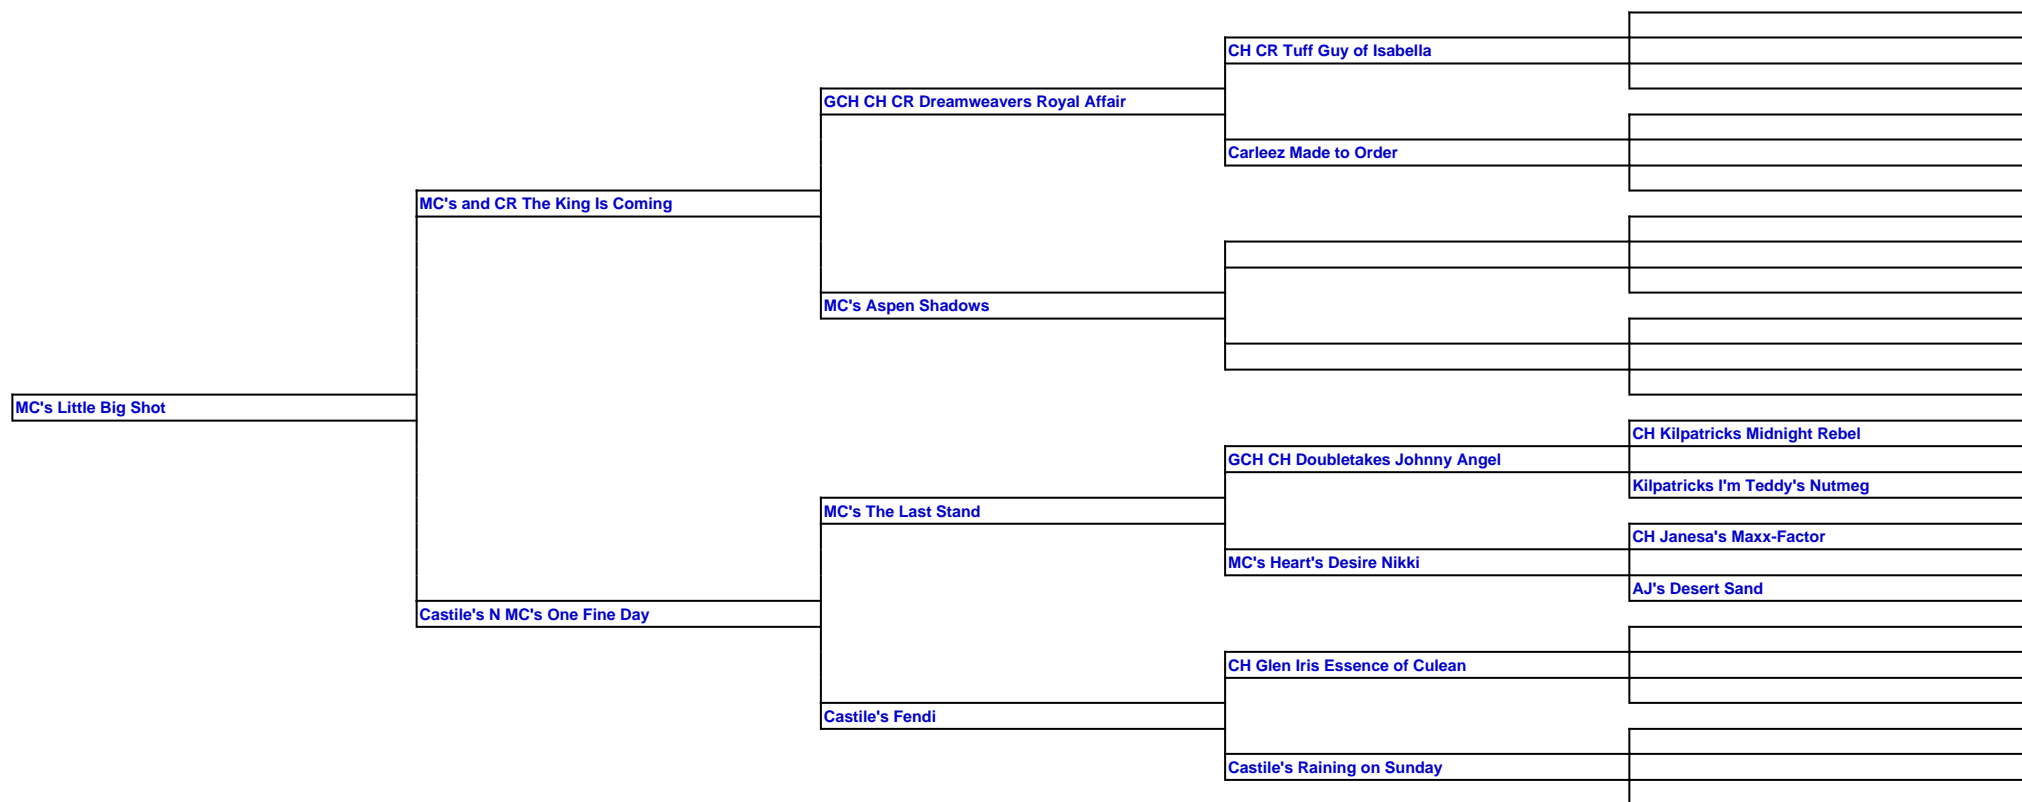 CH CR Tuff Guy of Isabella
GCH CH CR Dreamweavers Royal Affair
Carleez Made to Order
MC's and CR The King Is Coming
MC's Aspen Shadows
MC's Little Big Shot
CH Kilpatricks Midnight Rebel
GCH CH Doubletakes Johnny Angel
Kilpatricks I'm Teddy's Nutmeg
MC's The Last Stand
CH Janesa's Maxx-Factor
MC's Heart's Desire Nikki
AJ's Desert Sand
Castile's N MC's One Fine Day
CH Glen Iris Essence of Culean
Castile's Fendi
Castile's Raining on Sunday